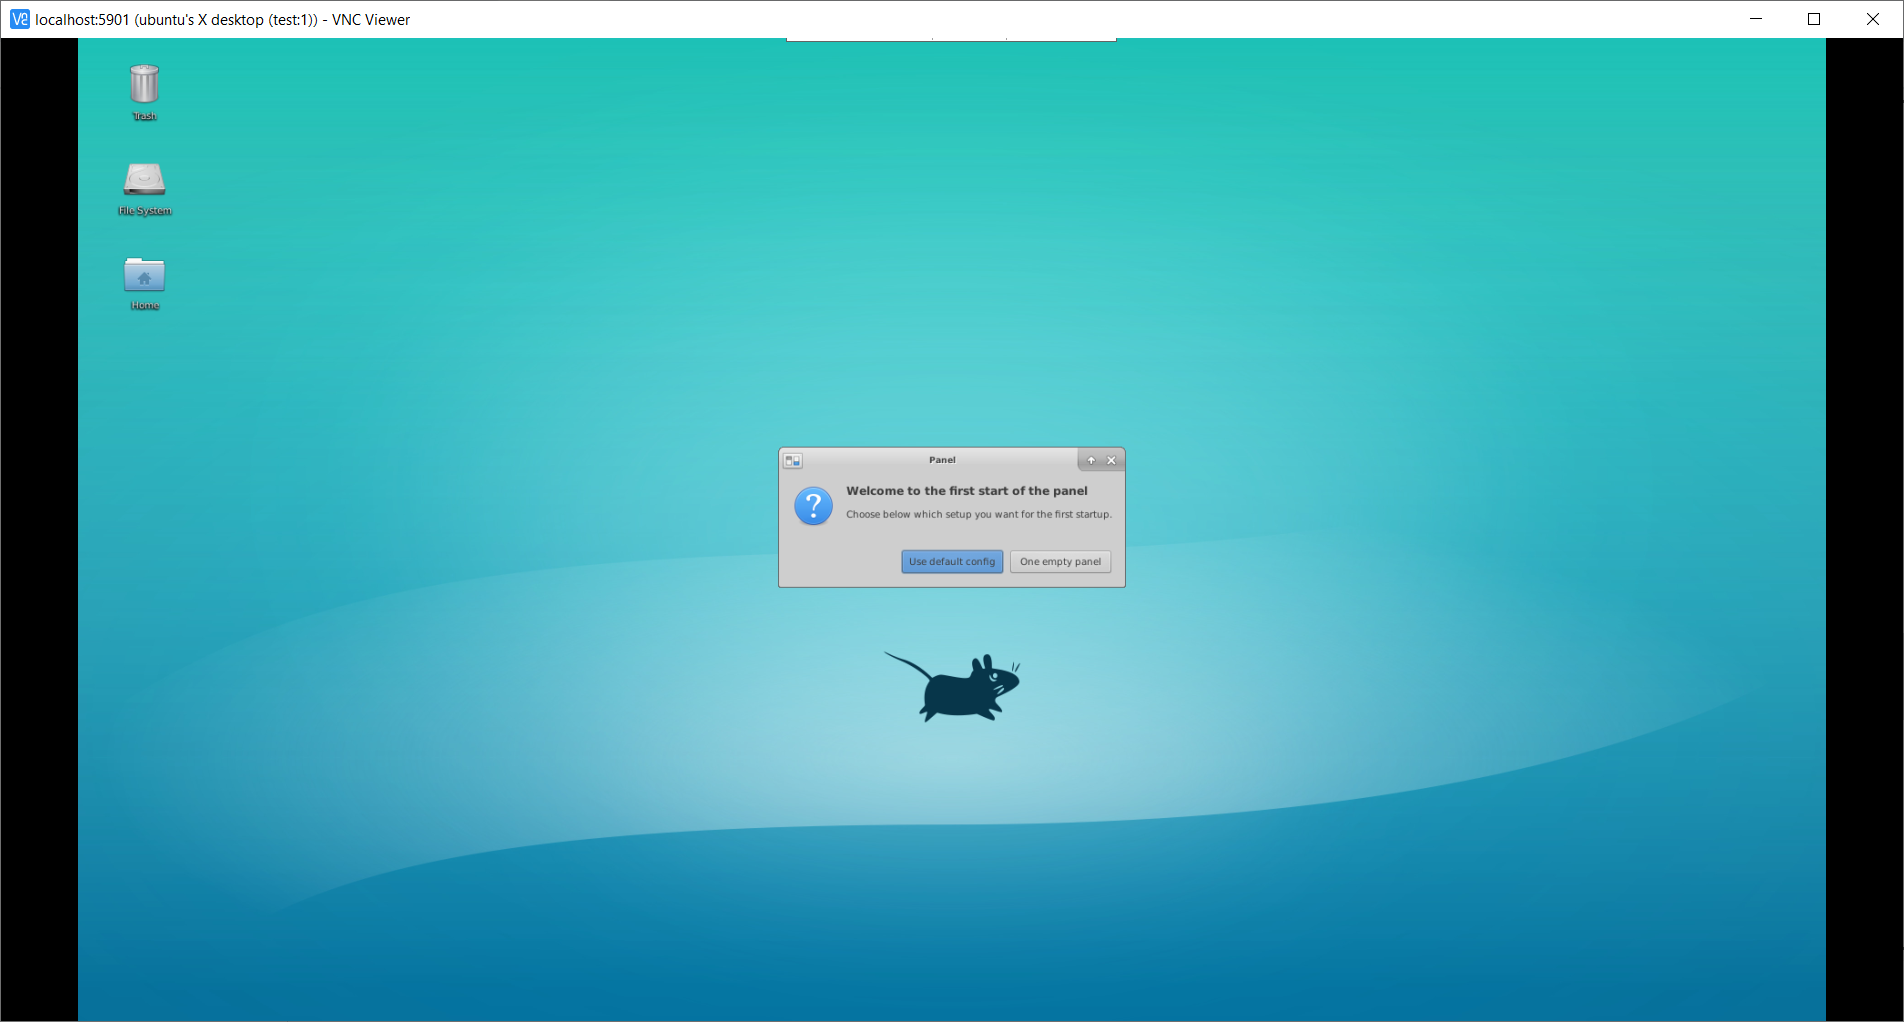 localhost:5901 (ubuntu's X desktop (test:1)) - VNC Viewer
Trash
File System
Home
Panel
Welcome to the first start of the panel
Choose below which setup you want for the first startup.
Use default config
One empty panel